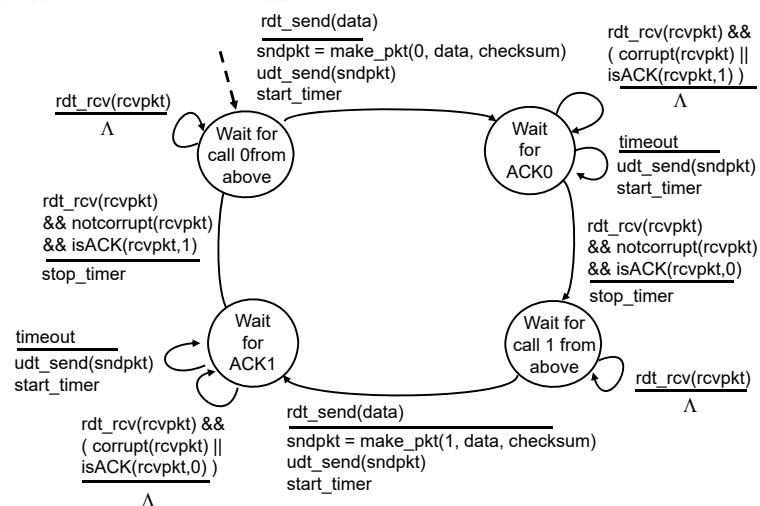 rdt_send(data)
sndpkt = make_pkt(0, data, checksum)
udt_send(sndpkt)
start_timer
rdt_rcv(rcvpkt) &&
( corrupt(rcvpkt) ||
isACK(rcvpkt,1) )
Λ
rdt_rcv(rcvpkt)
Λ
Wait for
call 0from
above
Wait
for
ACK0
timeout
udt_send(sndpkt)
start_timer
rdt_rcv(rcvpkt)
&& notcorrupt(rcvpkt)
&& isACK(rcvpkt,1)
stop_timer
rdt_rcv(rcvpkt)
&& notcorrupt(rcvpkt)
&& isACK(rcvpkt,0)
stop_timer
timeout
udt_send(sndpkt)
start_timer
Wait
for
ACK1
Wait for
call 1 from
above
rdt_rcv(rcvpkt)
Λ
rdt_rcv(rcvpkt) &&
( corrupt(rcvpkt) ||
isACK(rcvpkt,0) )
Λ
rdt_send(data)
sndpkt = make_pkt(1, data, checksum)
udt_send(sndpkt)
start_timer